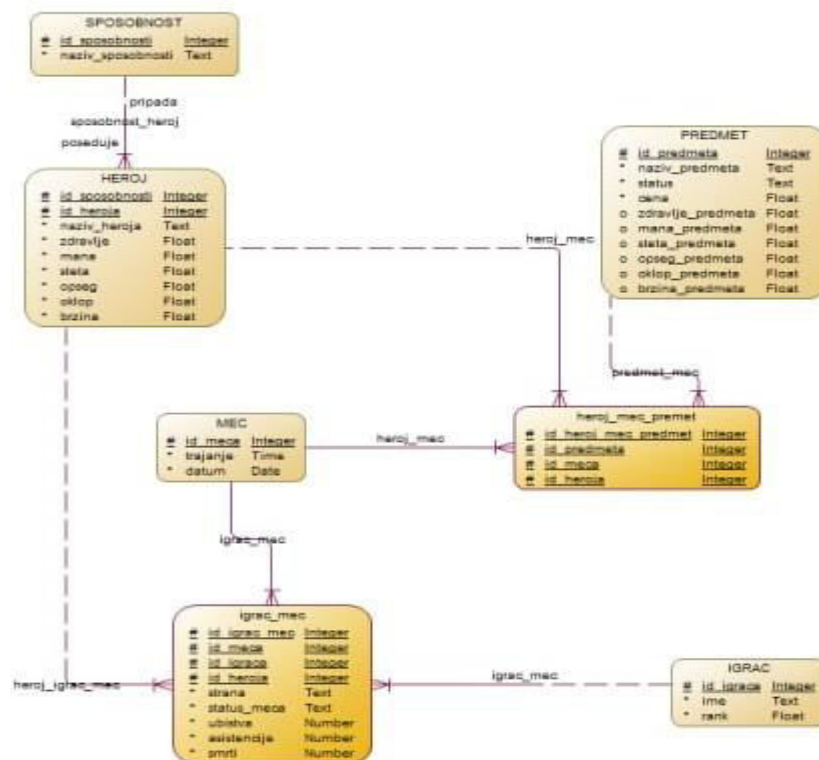 SPOSOBNOST
# id_sposobnosti Integer
* naziv_sposobnosti Text
pripada
sposobnost_heroj
poseduje
HEROJ
# id_sposobnosti Integer
# id_heroja Integer
* naziv_heroja Text
* zdravlje Float
* mana Float
* steta Float
* opseg Float
* oklop Float
* brzina Float
PREDMET
# id_predmeta Integer
* naziv_predmeta Text
* status Text
* cena Float
o zdravlje_predmeta Float
o mana_predmeta Float
o steta_predmeta Float
o opseg_predmeta Float
o oklop_predmeta Float
o brzina_predmeta Float
heroj_mec
predmet_mec
MEC
# id_meca Integer
* trajanje Time
* datum Date
heroj_mec
heroj_mec_premet
# id_heroj_mec_predmet Integer
# id_predmeta Integer
# id_meca Integer
# id_heroja Integer
igrac_mec
igrac_mec
# id_igrac_mec Integer
# id_meca Integer
# id_igraca Integer
# id_heroja Integer
* strana Text
* status_meca Text
* ubistva Number
* asistencije Number
* smrti Number
heroj_igrac_mec
igrac_mec
IGRAC
# id_igraca Integer
* ime Text
* rank Float